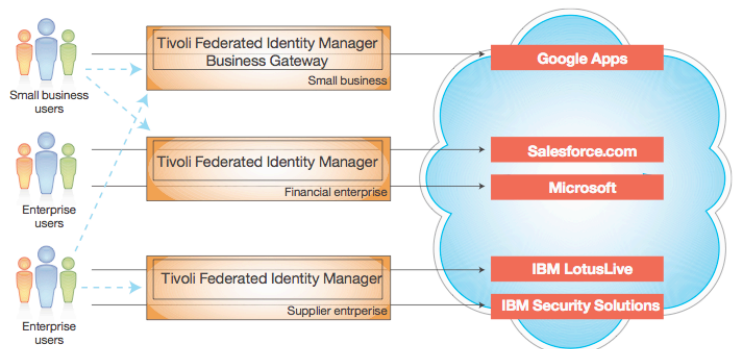 Tivoli Federated Identity Manager
Business Gateway
Small business
Google Apps
Small business
users
Tivoli Federated Identity Manager
Financial enterprise
Salesforce.com
Microsoft
Enterprise
users
Tivoli Federated Identity Manager
Supplier entrperise
IBM LotusLive
IBM Security Solutions
Enterprise
users